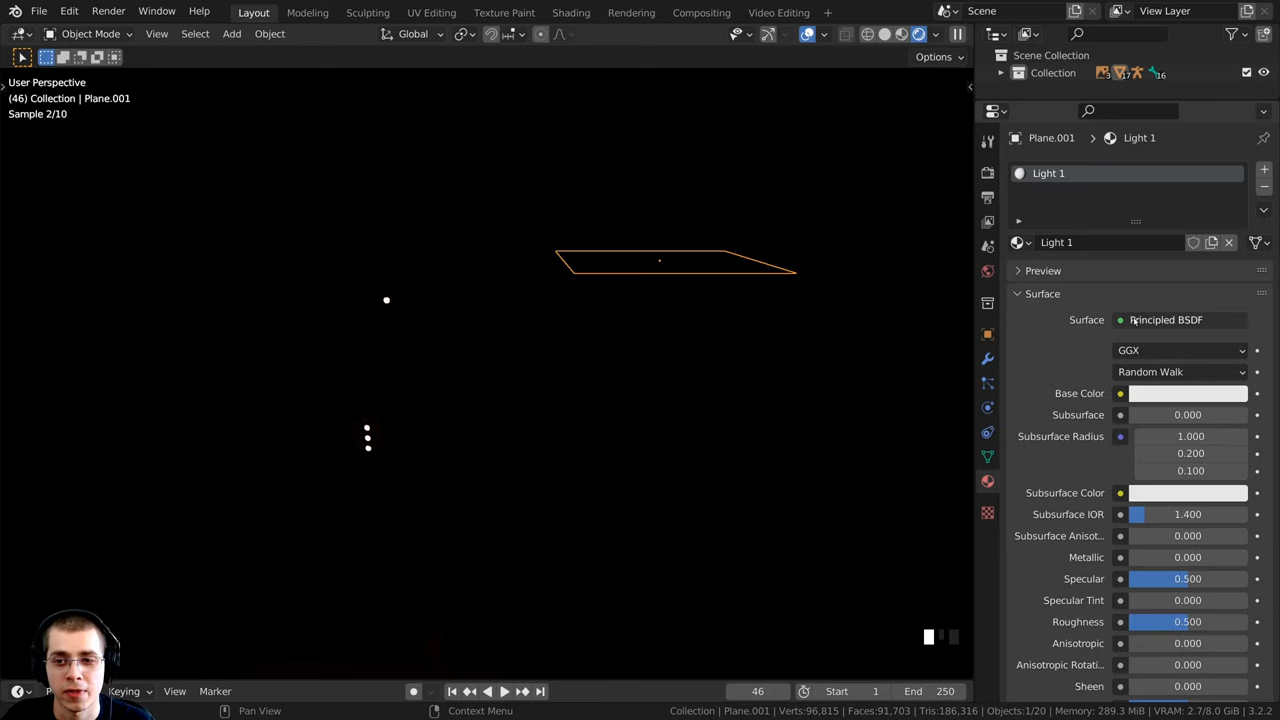 File Edit Render Window Help Layout Modeling Sculpting UV Editing Texture Paint Shading Rendering Compositing Video Editing + Scene View Layer
Object Mode View Select Add Object Global
Options
User Perspective
(46) Collection | Plane.001
Sample 2/10
Scene Collection
Collection 3 17 16
Plane.001 > Light 1
Light 1
Light 1
Preview
Surface
Surface Principled BSDF
GGX
Random Walk
Base Color
Subsurface 0.000
Subsurface Radius 1.000
0.200
0.100
Subsurface Color
Subsurface IOR 1.400
Subsurface Anisot... 0.000
Metallic 0.000
Specular 0.500
Specular Tint 0.000
Roughness 0.500
Anisotropic 0.000
Anisotropic Rotati... 0.000
Sheen 0.000
Keying View Marker 46 Start 1 End 250
Pan View Context Menu Collection | Plane.001 | Verts:96,815 | Faces:91,703 | Tris:186,316 | Objects:1/20 | Memory: 289.3 MiB | VRAM: 2.7/8.0 GiB | 3.2.2